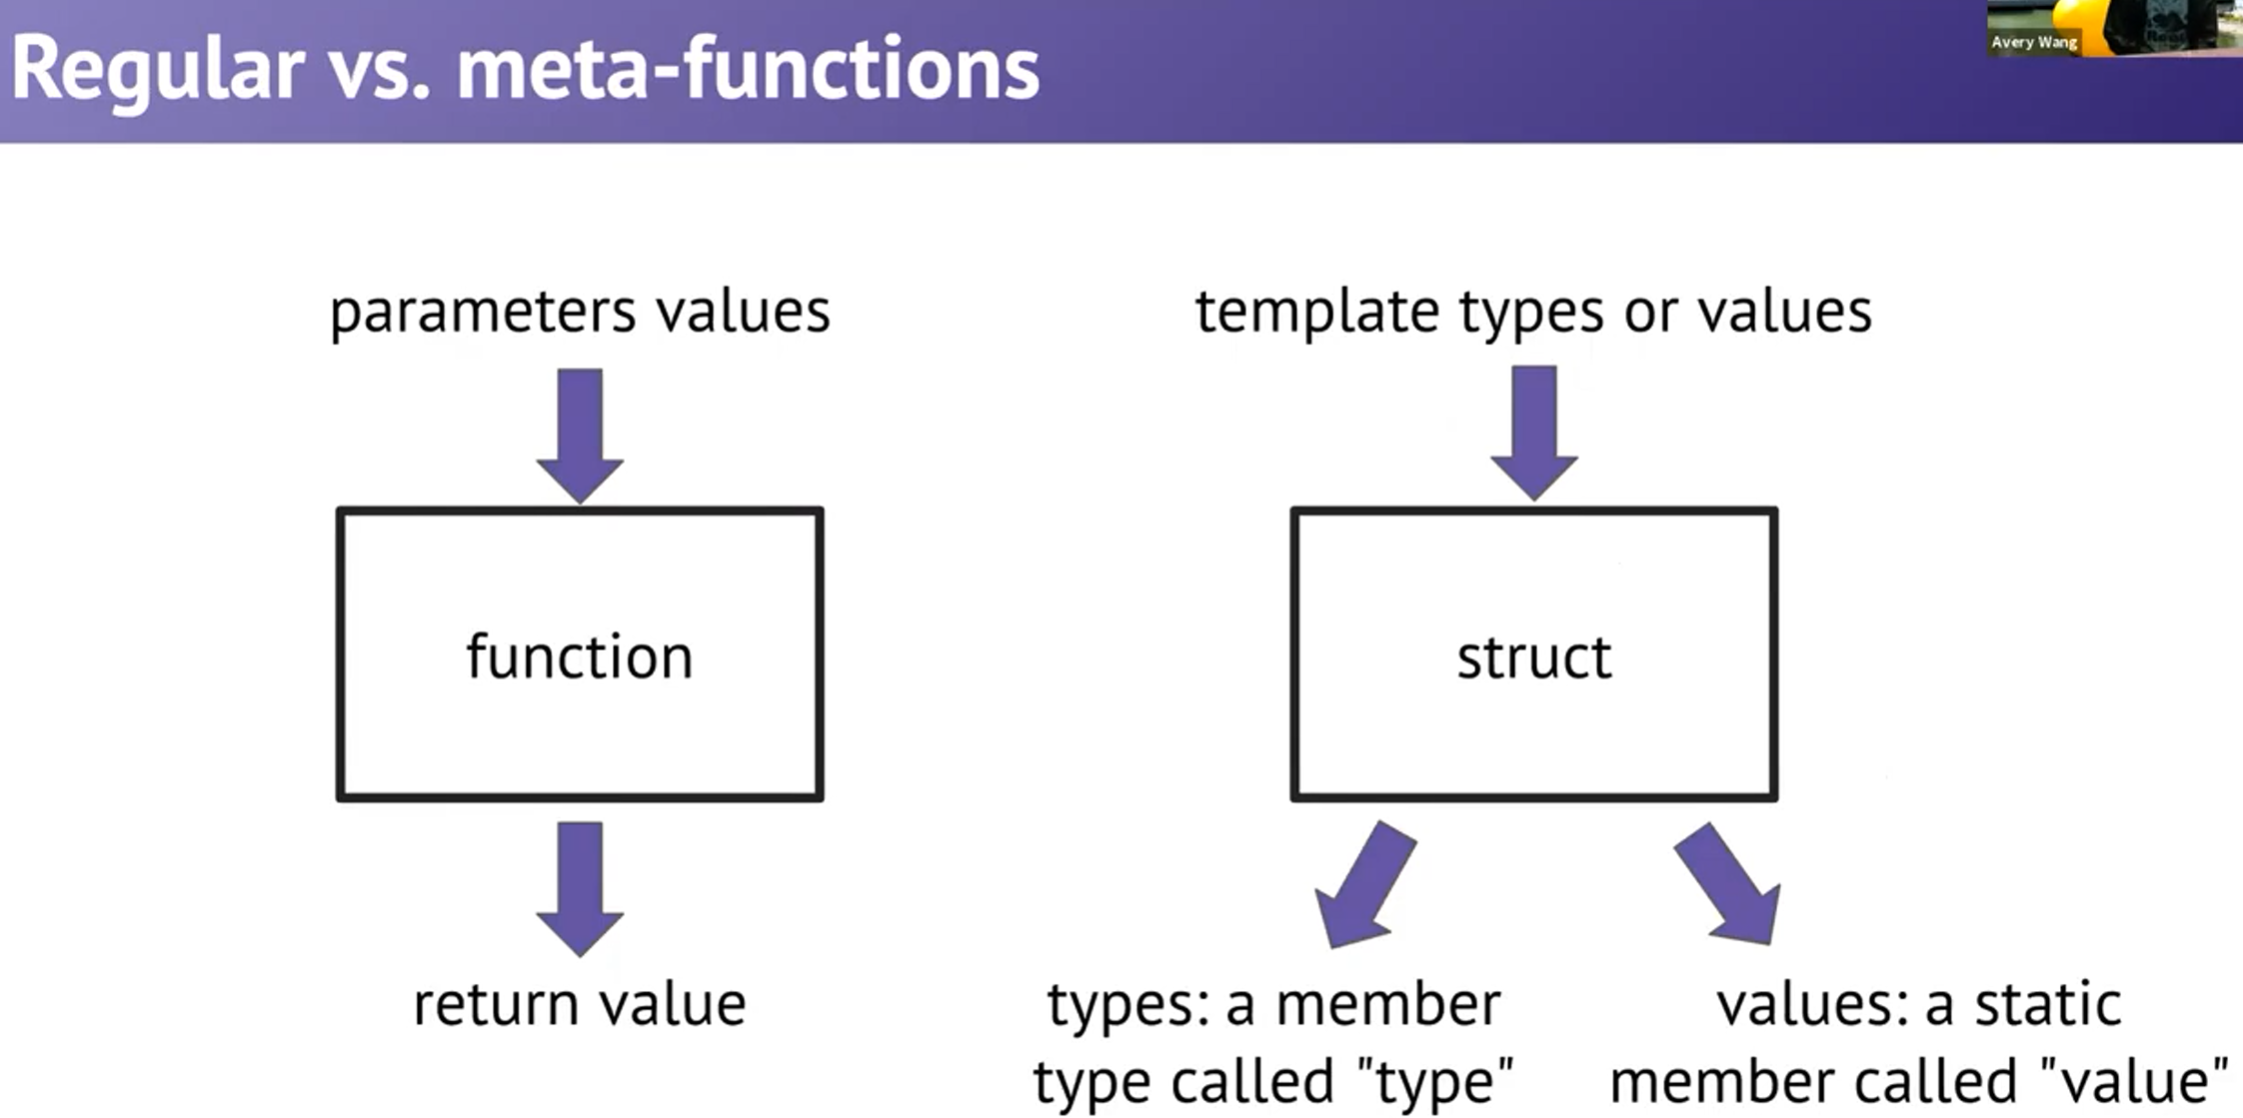 Regular vs. meta-functions
Avery Wang
parameters values
function
return value
template types or values
struct
types: a member
type called "type"
values: a static
member called "value"